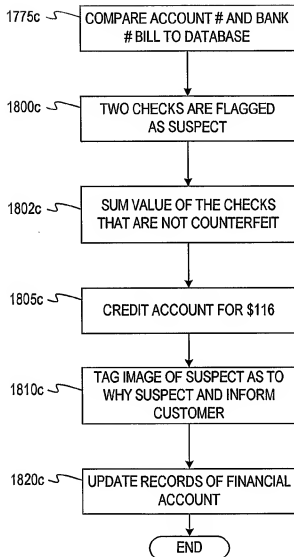 1775c
COMPARE ACCOUNT # AND BANK
# BILL TO DATABASE
1800c
TWO CHECKS ARE FLAGGED
AS SUSPECT
1802c
SUM VALUE OF THE CHECKS
THAT ARE NOT COUNTERFEIT
1805c
CREDIT ACCOUNT FOR $116
1810c
TAG IMAGE OF SUSPECT AS TO
WHY SUSPECT AND INFORM
CUSTOMER
1820c
UPDATE RECORDS OF FINANCIAL
ACCOUNT
END